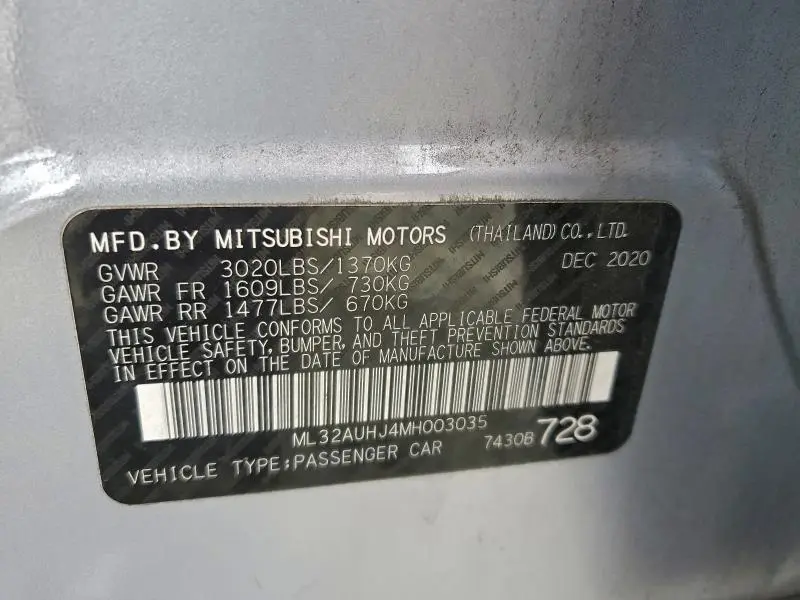 MFD.BY MITSUBISHI MOTORS (THAILAND)CO.,LTD.
GVWR 3020LBS/1370KG DEC 2020
GAWR FR 1609LBS/ 730KG
GAWR RR 1477LBS/ 670KG
THIS VEHICLE CONFORMS TO ALL APPLICABLE FEDERAL MOTOR
VEHICLE SAFETY, BUMPER, AND THEFT PREVENTION STANDARDS
IN EFFECT ON THE DATE OF MANUFACTURE SHOWN ABOVE.
ML32AUHJ4MH003035 7430B 728
VEHICLE TYPE:PASSENGER CAR